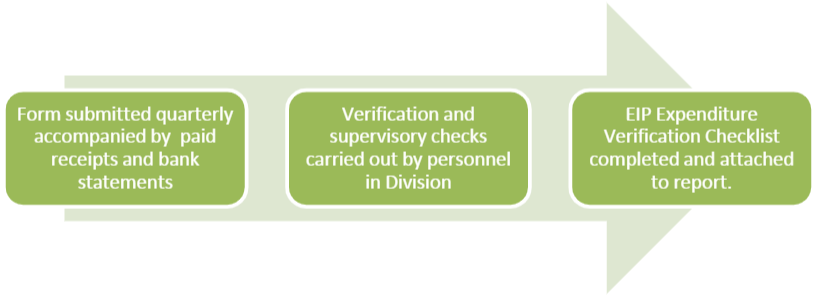 Form submitted quarterly
accompanied by paid
receipts and bank
statements
Verification and
supervisory checks
carried out by personnel
in Division
EIP Expenditure
Verification Checklist
completed and attached
to report.